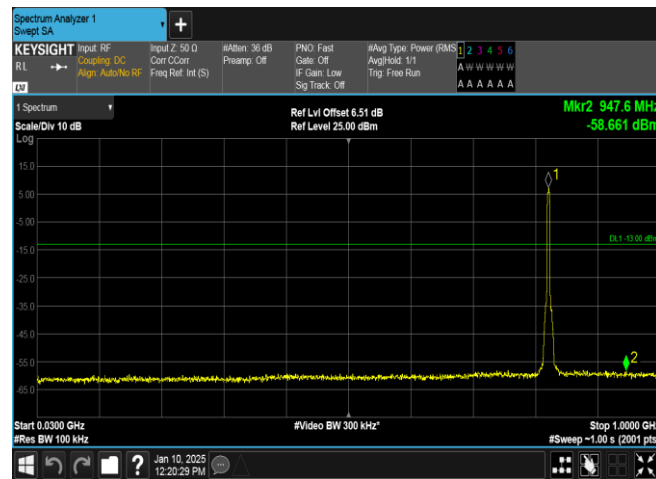 Spectrum Analyzer 1
Swept SA
+
KEYSIGHT Input: RF Input Z: 50 Ω #Atten: 36 dB PNO: Fast #Avg Type: Power (RMS 1 2 3 4 5 6
RL Coupling: DC Corr CCorr Preamp: Off Gate: Off Avg|Hold: 1/1 A W W W W W
Align: Auto/No RF Freq Ref: Int (S) IF Gain: Low Trig: Free Run
Sig Track: Off A A A A A A
LXI
1 Spectrum Ref Lvl Offset 6.51 dB Mkr2 947.6 MHz
Scale/Div 10 dB Ref Level 25.00 dBm -58.661 dBm
Log
15.0
1
5.00
-5.00
DL1 -13.00 dBm
-15.0
-25.0
-35.0
-45.0
-55.0
2
-65.0
Start 0.0300 GHz #Video BW 300 kHz* Stop 1.0000 GHz
#Res BW 100 kHz #Sweep ~1.00 s (2001 pts
? Jan 10, 2025
12:20:29 PM